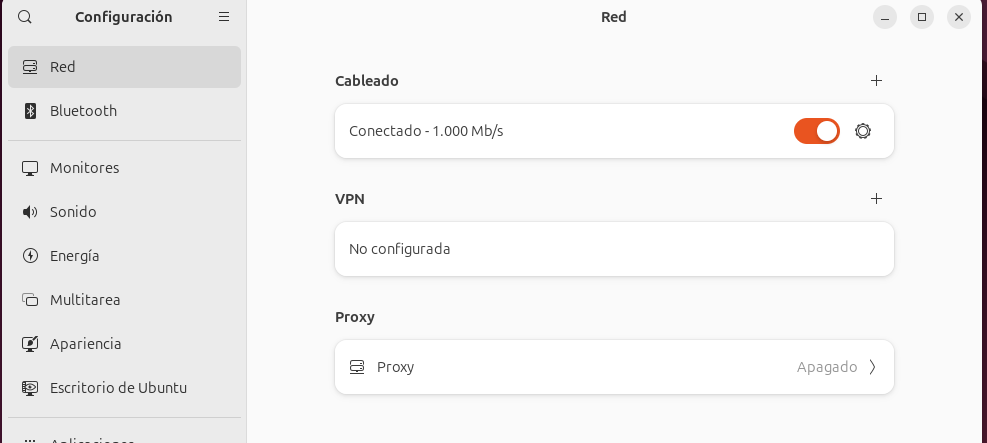 Configuración
Red
Bluetooth
Monitores
Sonido
Energía
Multitarea
Apariencia
Escritorio de Ubuntu
Aplicaciones
Red
Cableado
Conectado - 1.000 Mb/s
VPN
No configurada
Proxy
Proxy
Apagado